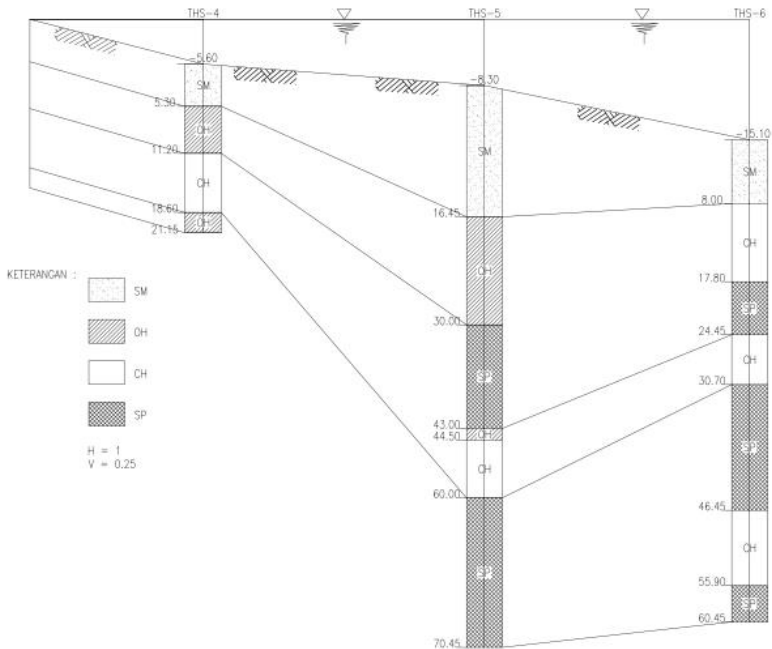 THS-4
THS-5
THS-6
-5.60
SM
5.30
OH
11.20
CH
18.60
OH
21.15
-8.30
SM
16.45
OH
30.00
SP
43.00
OH
44.50
CH
60.00
SP
70.45
-15.10
SM
8.00
CH
17.80
SP
24.45
CH
30.70
SP
46.45
CH
55.90
SP
60.45
KETERANGAN :
SM
OH
CH
SP
H = 1
V = 0.25